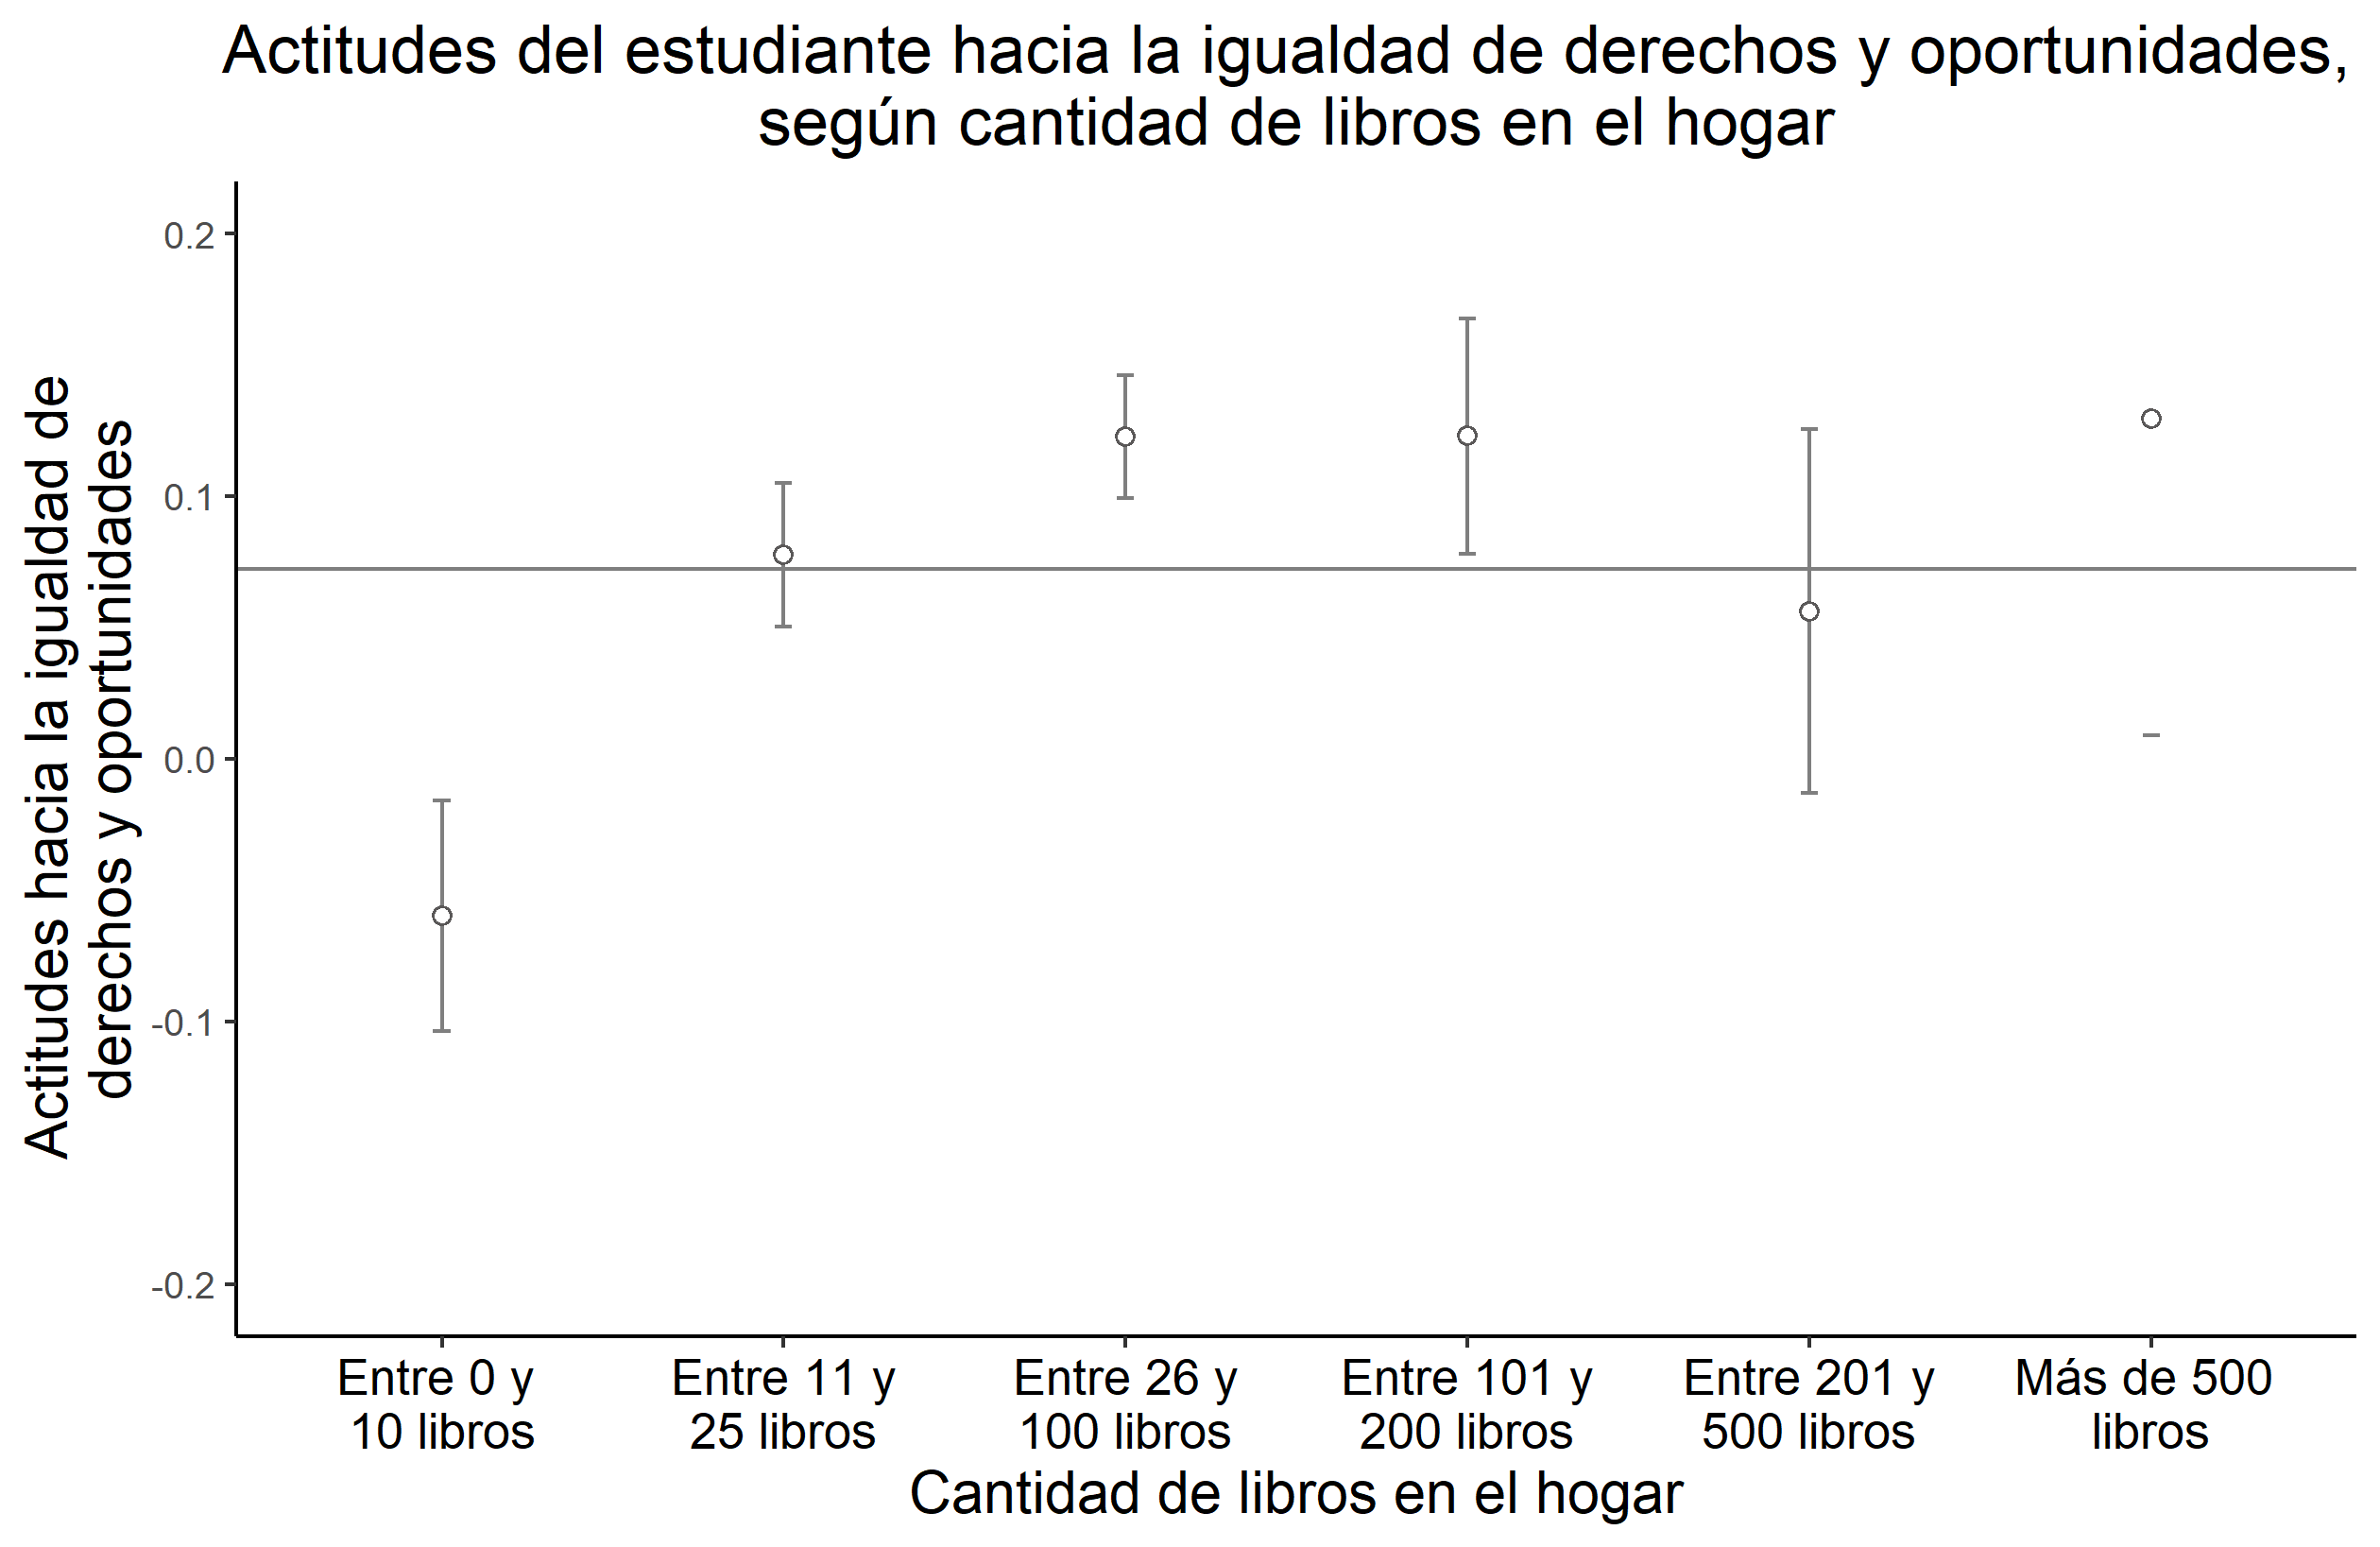 Actitudes del estudiante hacia la igualdad de derechos y oportunidades,
según cantidad de libros en el hogar
Actitudes hacia la igualdad de
derechos y oportunidades
0.2
0.1
0.0
-0.1
-0.2
Entre 0 y
10 libros
Entre 11 y
25 libros
Entre 26 y
100 libros
Entre 101 y
200 libros
Entre 201 y
500 libros
Más de 500
libros
Cantidad de libros en el hogar